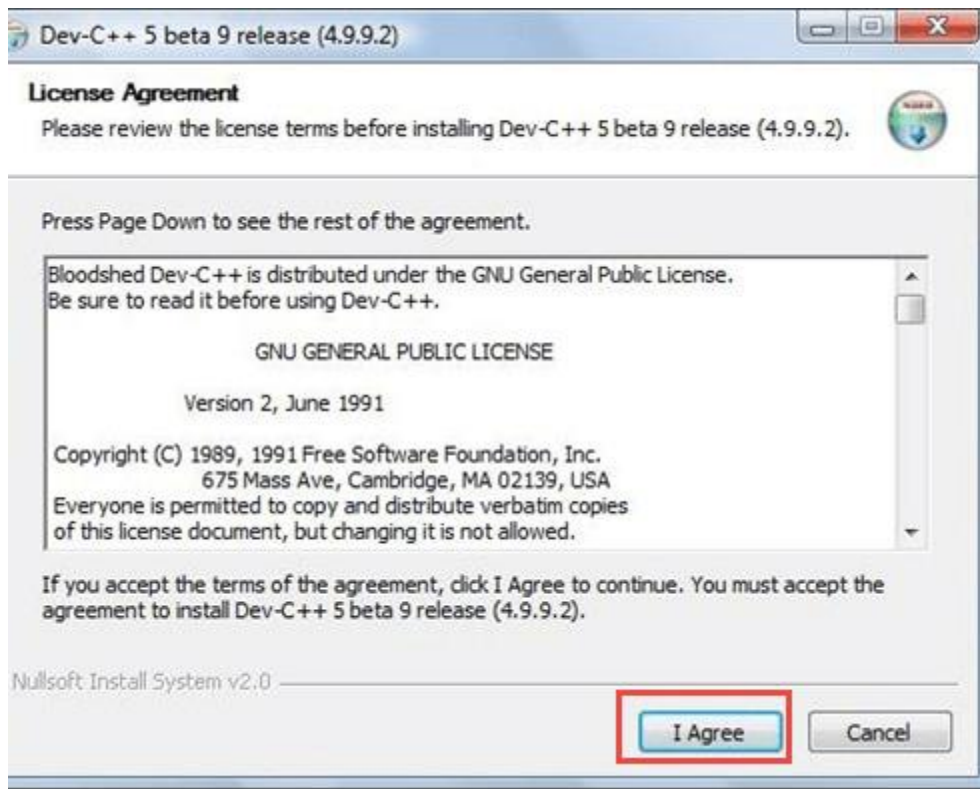 Dev-C++ 5 beta 9 release (4.9.9.2)
License Agreement
Please review the license terms before installing Dev-C++ 5 beta 9 release (4.9.9.2).
Press Page Down to see the rest of the agreement.
Bloodshed Dev-C++ is distributed under the GNU General Public License.
Be sure to read it before using Dev-C++.
GNU GENERAL PUBLIC LICENSE
Version 2, June 1991
Copyright (C) 1989, 1991 Free Software Foundation, Inc.
675 Mass Ave, Cambridge, MA 02139, USA
Everyone is permitted to copy and distribute verbatim copies
of this license document, but changing it is not allowed.
If you accept the terms of the agreement, click I Agree to continue. You must accept the
agreement to install Dev-C++ 5 beta 9 release (4.9.9.2).
Nullsoft Install System v2.0
I Agree
Cancel